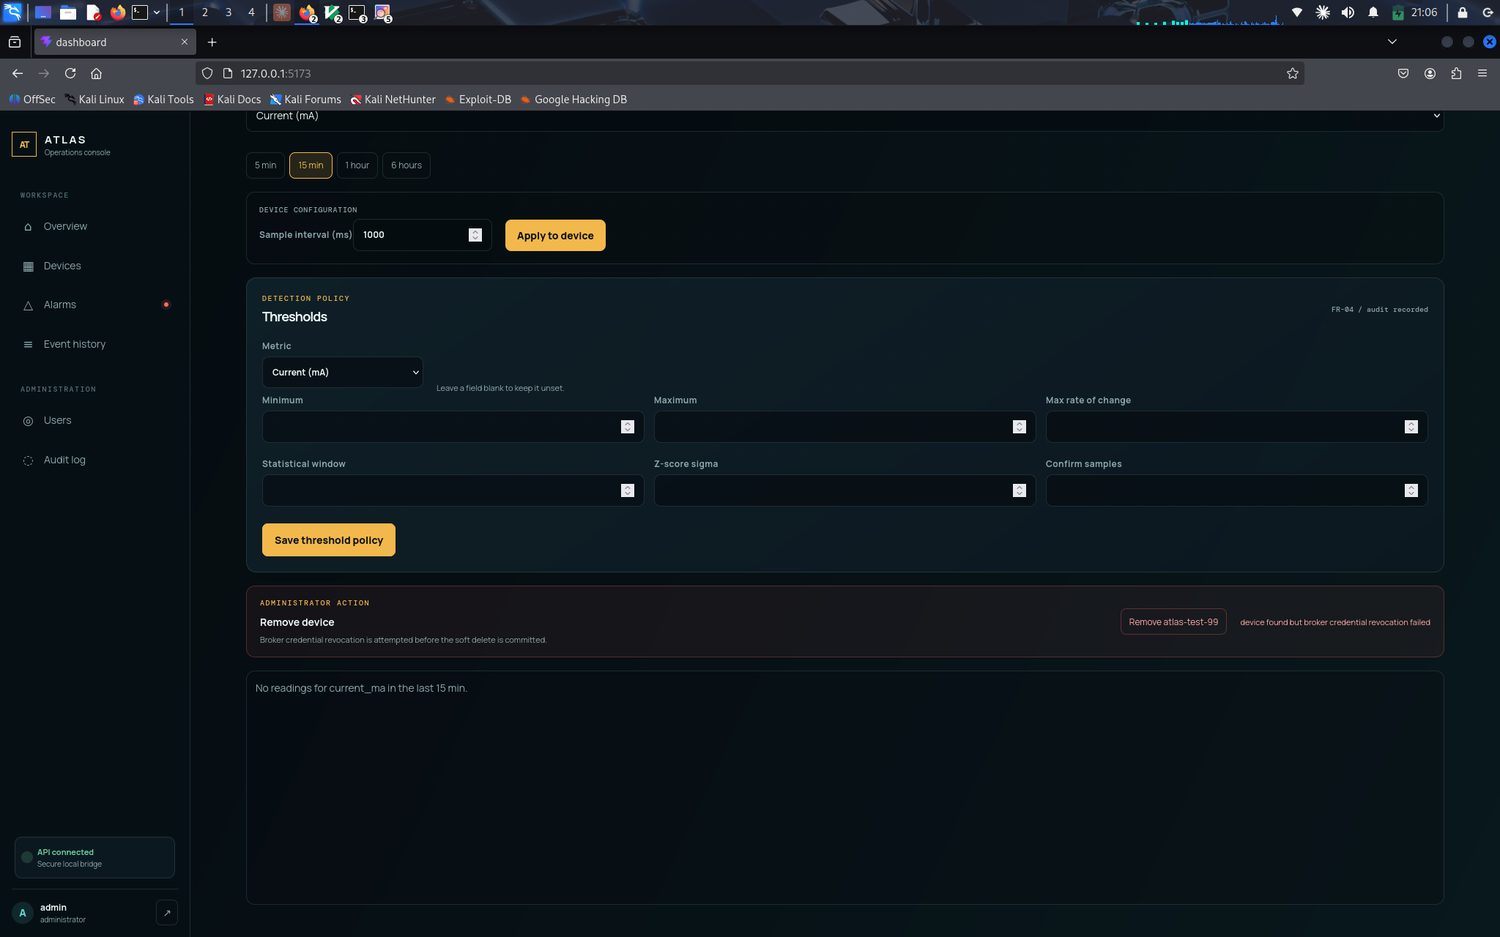 1 2 3 4 2 2 3 5 21:06
dashboard
127.0.0.1:5173
OffSec Kali Linux Kali Tools Kali Docs Kali Forums Kali NetHunter Exploit-DB Google Hacking DB
AT
ATLAS
Operations console
WORKSPACE
Overview
Devices
Alarms
Event history
ADMINISTRATION
Users
Audit log
API connected
Secure local bridge
A
admin
administrator
Current (mA)
5 min 15 min 1 hour 6 hours
DEVICE CONFIGURATION
Sample interval (ms) 1000 Apply to device
DETECTION POLICY
Thresholds
FR-04 / audit recorded
Metric
Current (mA)
Leave a field blank to keep it unset.
Minimum Maximum Max rate of change
Statistical window Z-score sigma Confirm samples
Save threshold policy
ADMINISTRATOR ACTION
Remove device
Broker credential revocation is attempted before the soft delete is committed.
Remove atlas-test-99 device found but broker credential revocation failed
No readings for current_ma in the last 15 min.